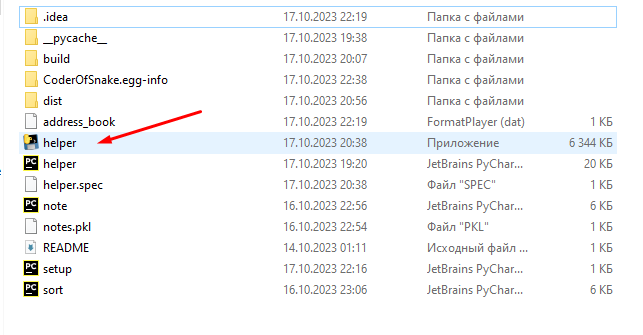 .idea 17.10.2023 22:19 Папка с файлами
__pycache__ 17.10.2023 19:38 Папка с файлами
build 17.10.2023 20:07 Папка с файлами
CoderOfSnake.egg-info 17.10.2023 22:38 Папка с файлами
dist 17.10.2023 20:56 Папка с файлами
address_book 17.10.2023 22:19 FormatPlayer (dat) 1 КБ
helper 17.10.2023 20:38 Приложение 6 344 КБ
PC helper 17.10.2023 19:20 JetBrains PyChar... 20 КБ
helper.spec 17.10.2023 20:38 Файл "SPEC" 1 КБ
PC note 16.10.2023 22:56 JetBrains PyChar... 6 КБ
notes.pkl 16.10.2023 22:54 Файл "PKL" 1 КБ
README 14.10.2023 01:11 Исходный файл ... 1 КБ
PC setup 17.10.2023 22:16 JetBrains PyChar... 1 КБ
PC sort 16.10.2023 23:06 JetBrains PyChar... 6 КБ